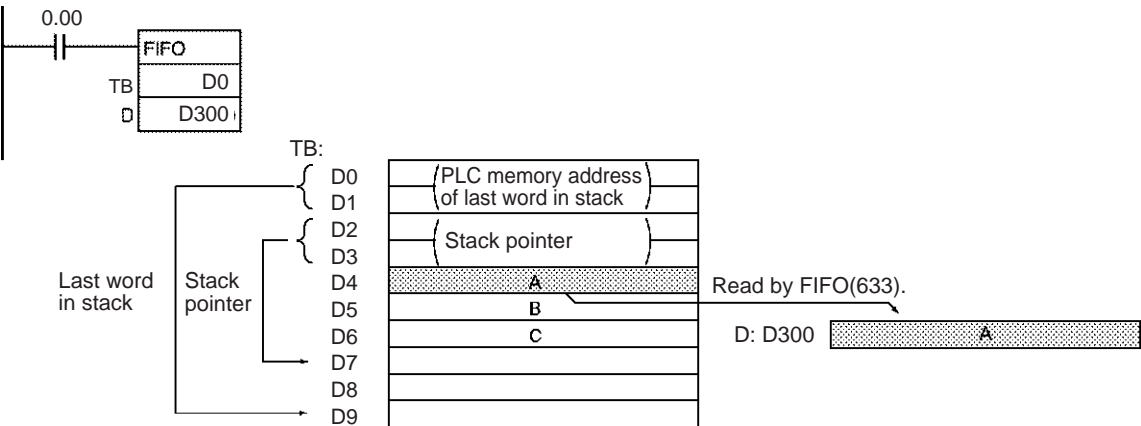 0.00
FIFO
TB D0
D D300
TB:
D0 PLC memory address
D1 of last word in stack
D2
Stack pointer
D3
Last word
in stack
Stack
pointer
D4 A
Read by FIFO(633).
D5 B
D6 C
D: D300 A
D7
D8
D9